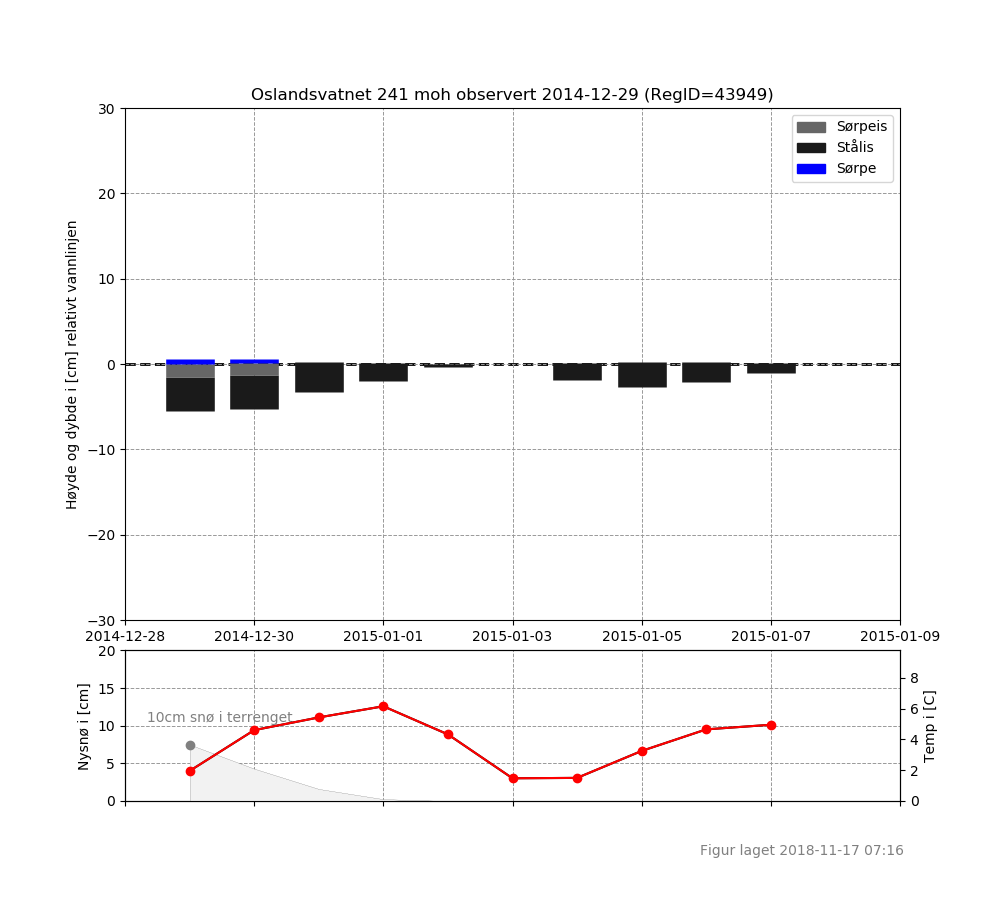 Oslandsvatnet 241 moh observert 2014-12-29 (RegID=43949)
Høyde og dybde i [cm] relativt vannlinjen
30
20
10
0
−10
−20
−30
Sørpeis
Stålis
Sørpe
2014-12-28 2014-12-30 2015-01-01 2015-01-03 2015-01-05 2015-01-07 2015-01-09
Nysnø i [cm]
20
15
10
5
0
10cm snø i terrenget
8
6
4
2
0
Temp i [C]
Figur laget 2018-11-17 07:16